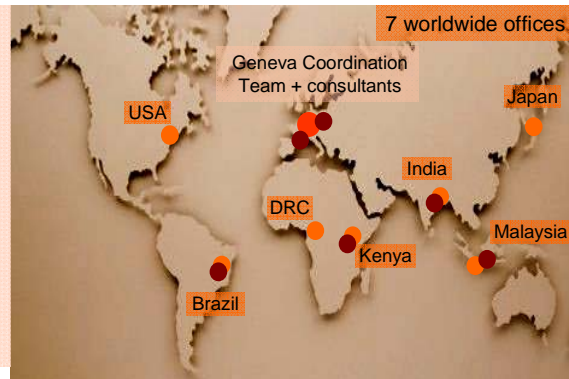 7 worldwide offices
Geneva Coordination
Team + consultants
USA
Japan
India
DRC
Malaysia
Kenya
Brazil